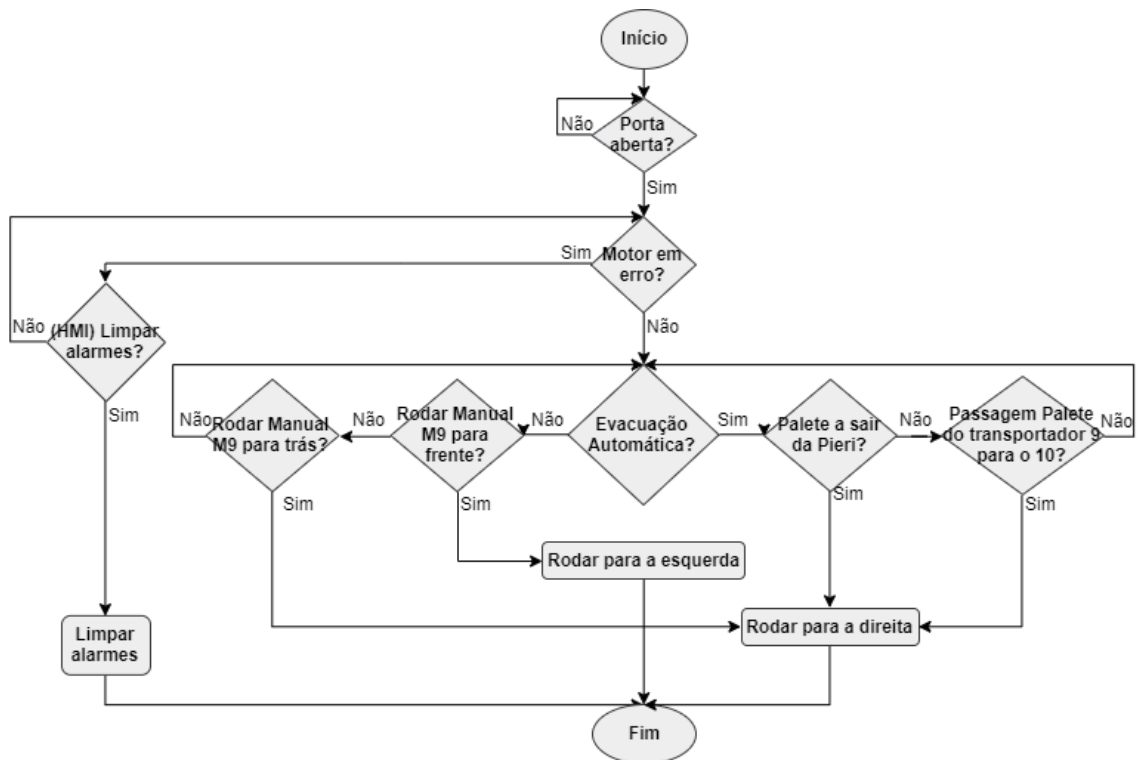 Início
Não
Porta
aberta?
Sim
Sim
Motor em
erro?
Não
Não
(HMI) Limpar
alarmes?
Sim
Não
Rodar Manual
M9 para trás?
Não
Rodar Manual
M9 para
frente?
Não
Evacuação
Automática?
Sim
Palete a sair
da Pieri?
Não
Passagem Palete
do transportador 9
para o 10?
Não
Sim
Sim
Sim
Sim
Rodar para a esquerda
Rodar para a direita
Limpar
alarmes
Fim